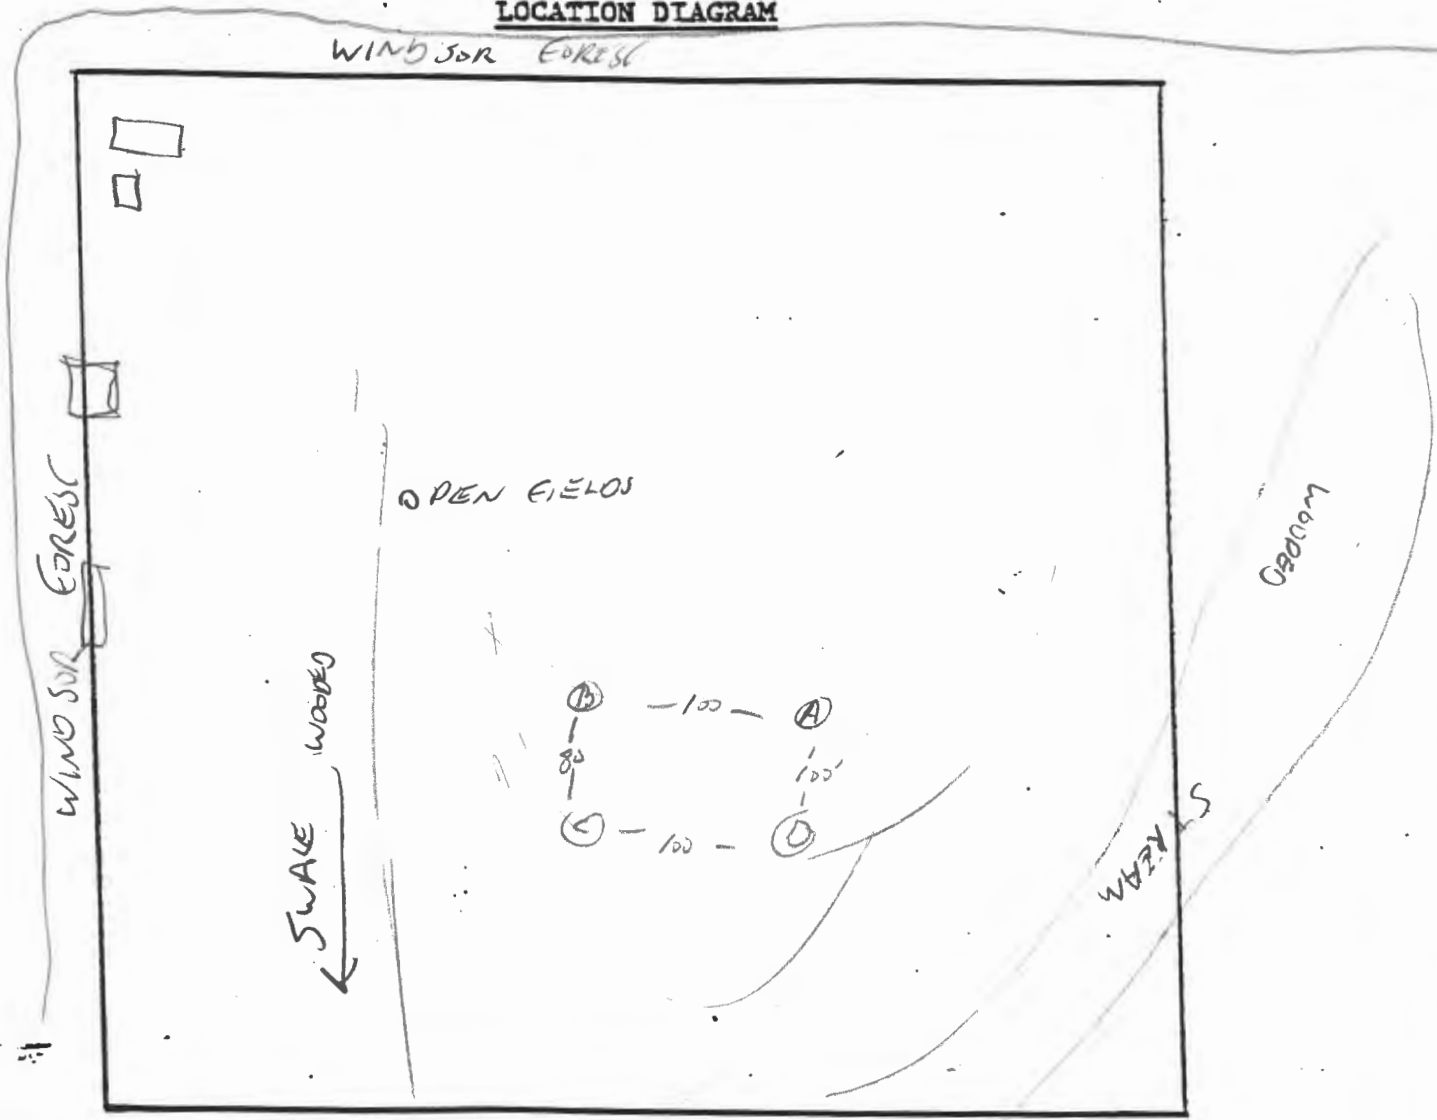 LOCATION DIAGRAM
WINDSOR FOREST
OPEN FIELDS
WINDSOR FOREST
WOODED
WOODED
B -100- A
80
100'
C -100- D
SWALE
STREAM